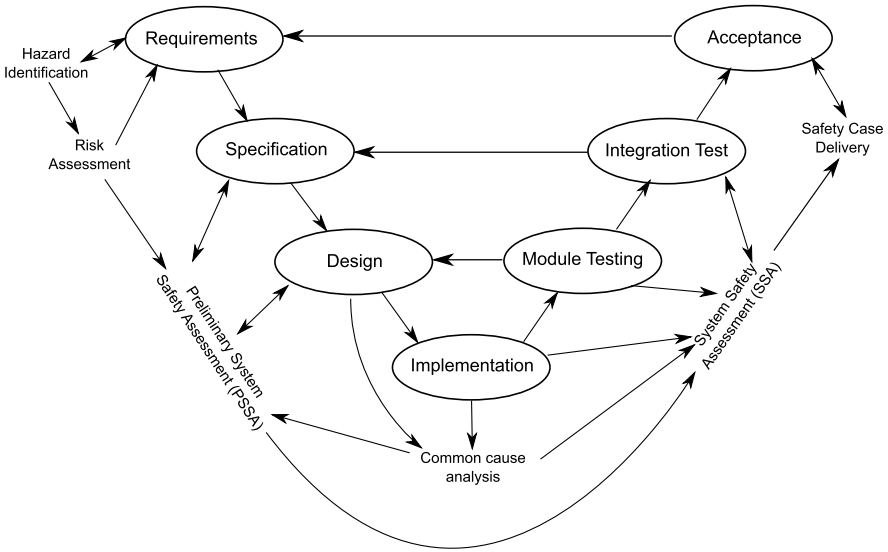 Requirements
Acceptance
Hazard
Identification
Safety Case
Delivery
Risk
Assessment
Specification
Integration Test
Design
Module Testing
Preliminary System
Safety Assessment (PSSA)
System Safety
Assessment (SSA)
Implementation
Common cause
analysis